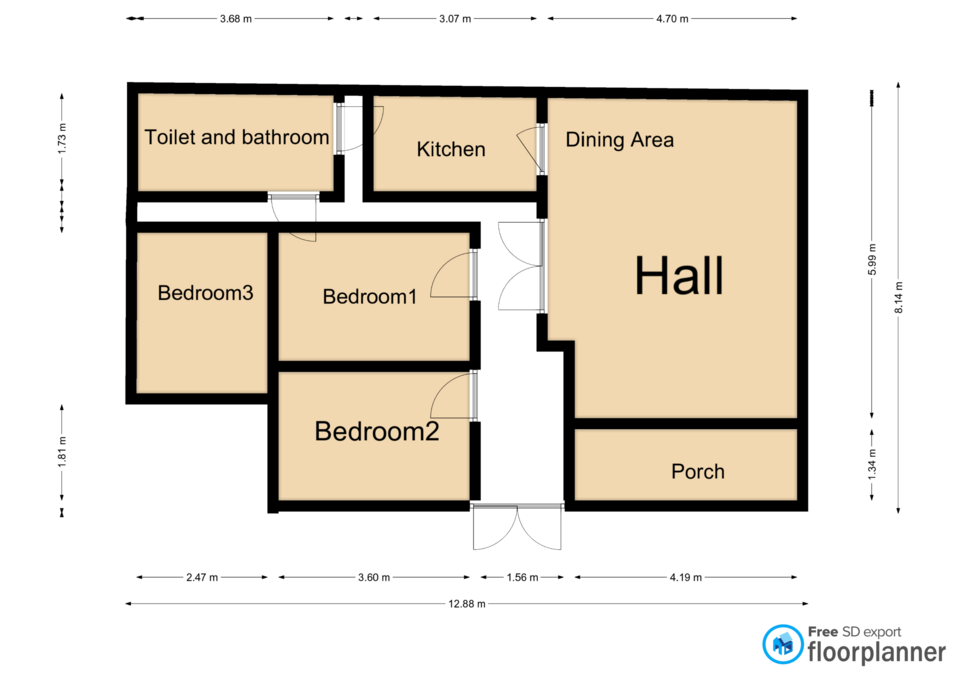 3.68 m
3.07 m
4.70 m
1.73 m
Toilet and bathroom
Kitchen
Dining Area
5.99 m
8.14 m
Hall
Bedroom3
Bedroom1
Bedroom2
1.81 m
Porch
1.34 m
2.47 m
3.60 m
1.56 m
4.19 m
12.88 m
Free SD export
floorplanner